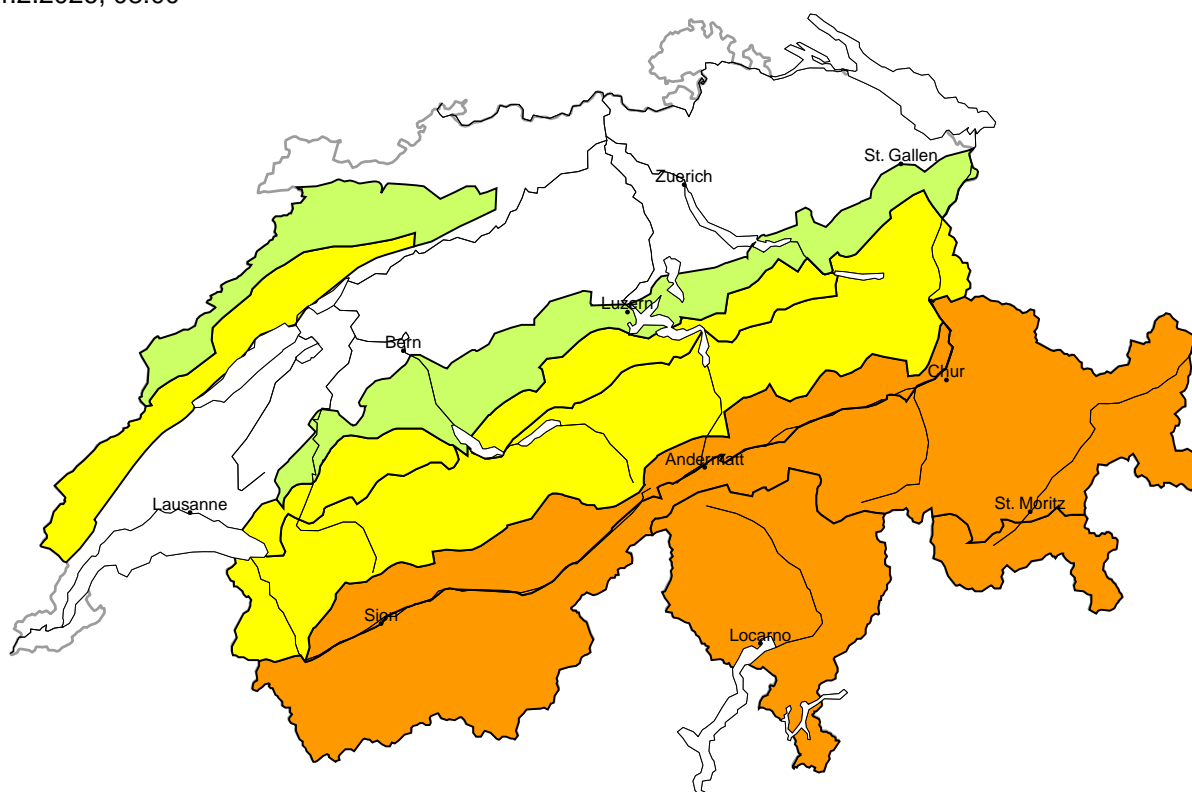 St. Gallen
Zuerich
Luzern
Bern
Chur
Andermatt
Lausanne
St. Moritz
Sion
Locarno